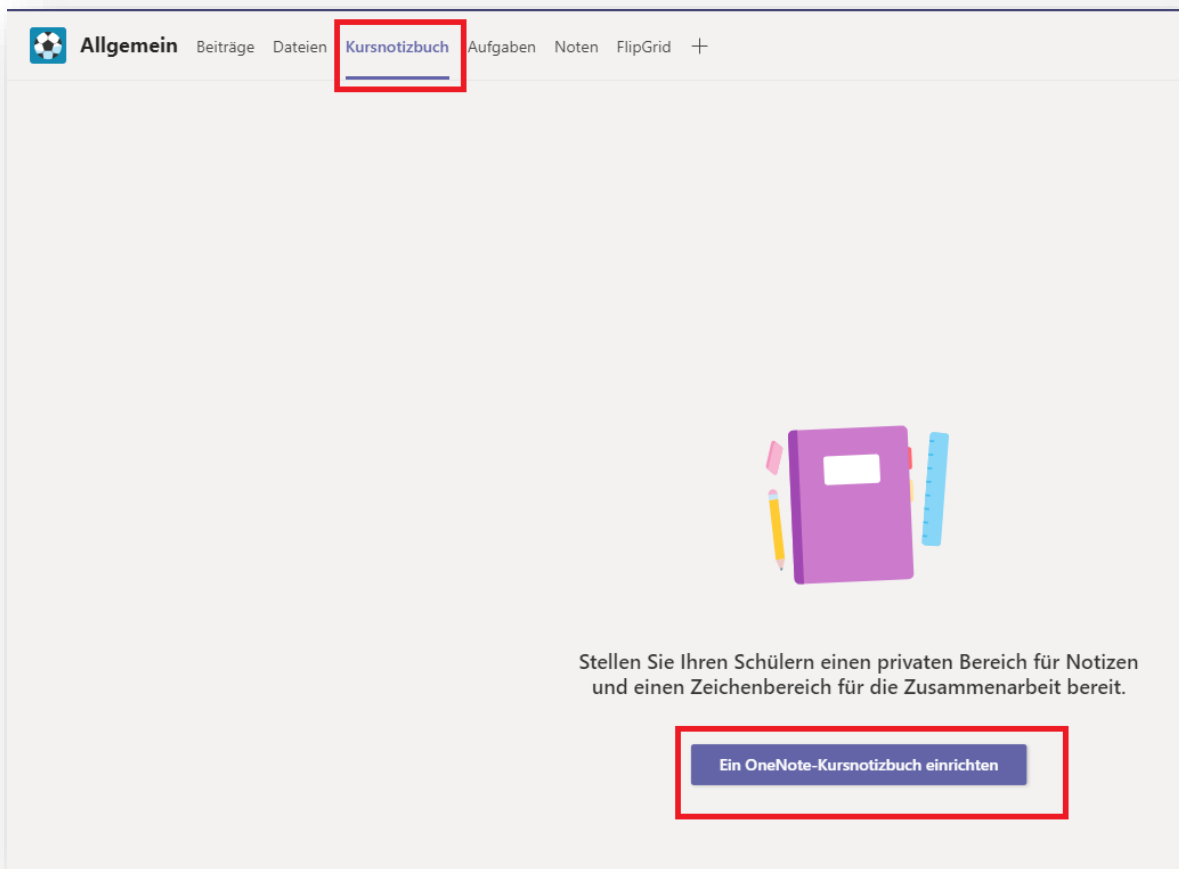 Allgemein Beiträge Dateien Kursnotizbuch Aufgaben Noten FlipGrid +
Stellen Sie Ihren Schülern einen privaten Bereich für Notizen
und einen Zeichenbereich für die Zusammenarbeit bereit.
Ein OneNote-Kursnotizbuch einrichten